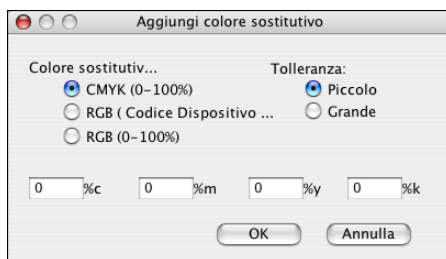 Aggiungi colore sostitutivo
Colore sostitutiv...
CMYK (0-100%)
RGB ( Codice Dispositivo ...
RGB (0-100%)
Tolleranza:
Piccolo
Grande
0 %c 0 %m 0 %y 0 %k
OK Annulla